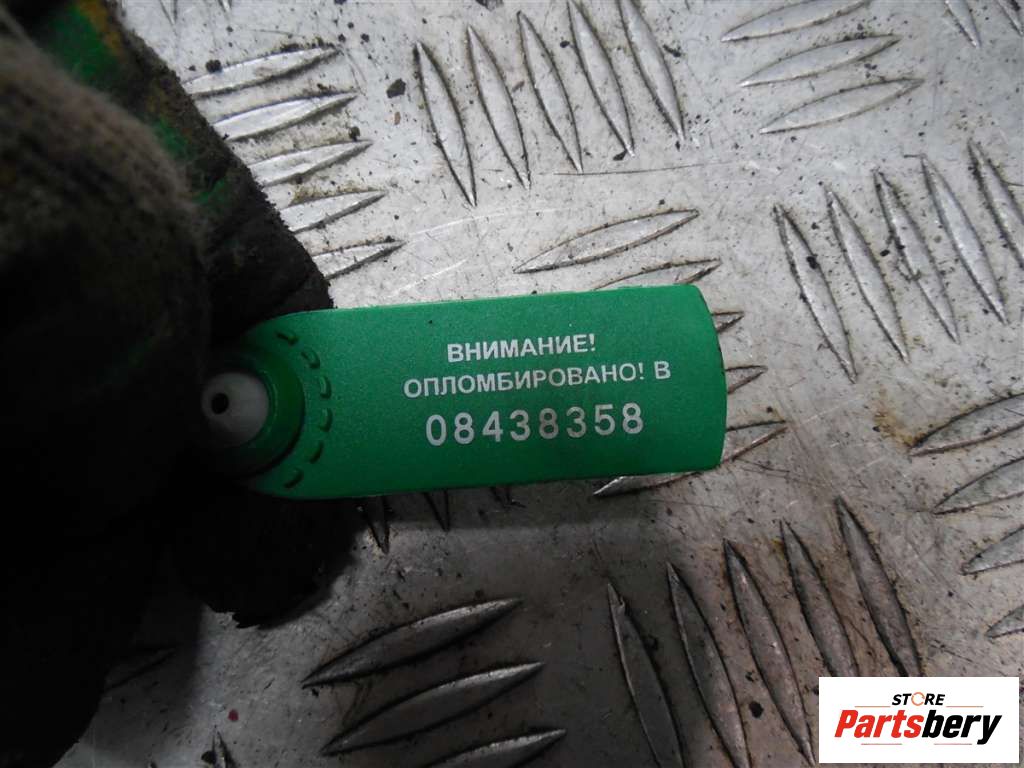 ВНИМАНИЕ!
ОПЛОМБИРОВАНО! В
08438358
STORE
Partsbery